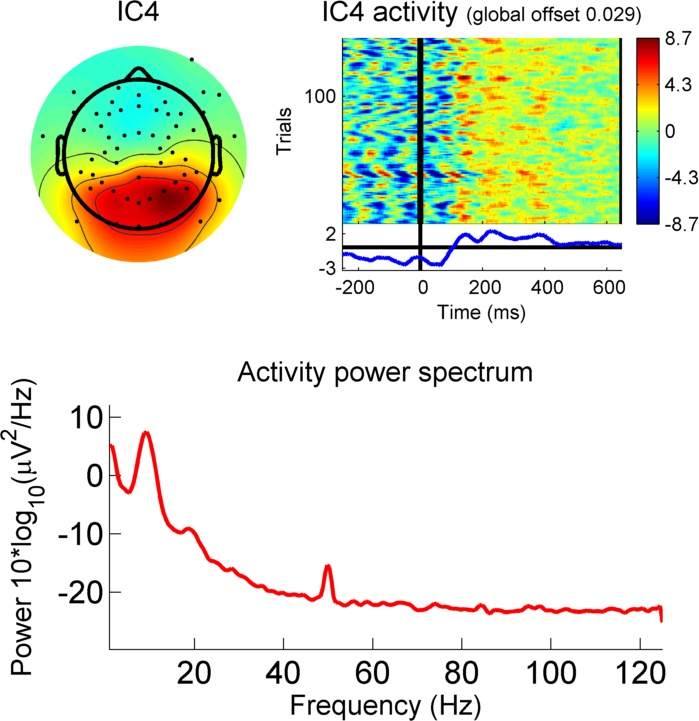 IC4
IC4 activity (global offset 0.029)
Trials
100
8.7
4.3
0
-4.3
-8.7
2
-3
-200 0 200 400 600
Time (ms)
Activity power spectrum
Power 10*log10(μV2/Hz)
10
0
-10
-20
20 40 60 80 100 120
Frequency (Hz)